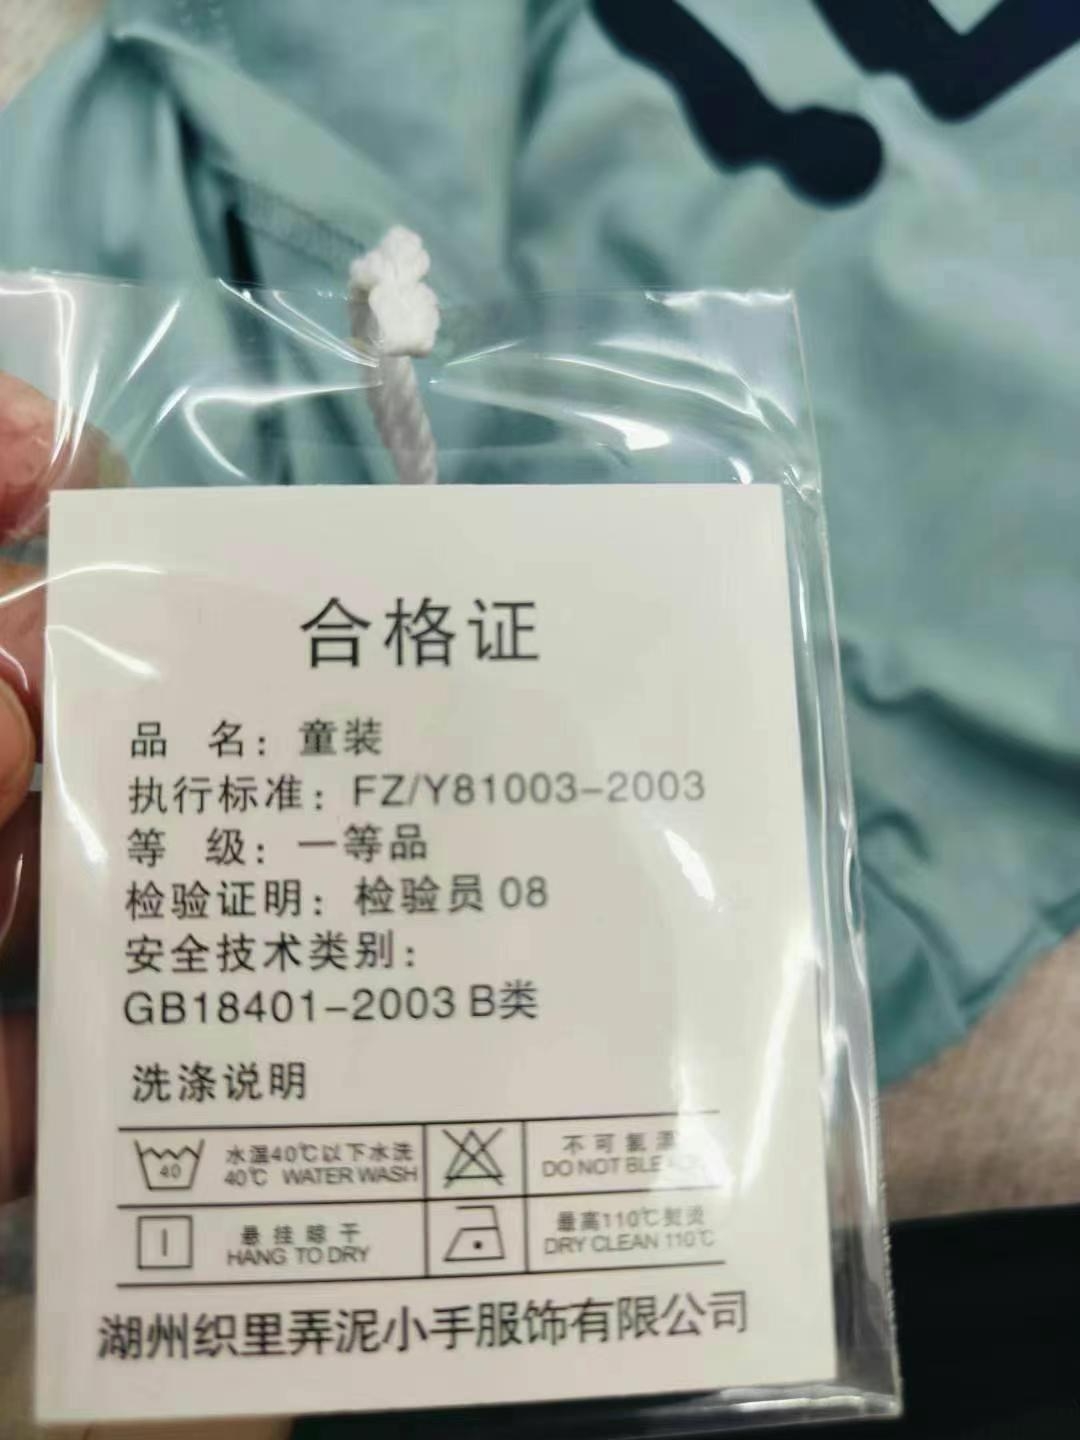 合格证
品 名：童装
执行标准：FZ/Y81003-2003
等 级：一等品
检验证明：检验员 08
安全技术类别：
GB18401-2003 B类
洗涤说明
40
水温40℃以下水洗
40℃ WATER WASH
不可氯漂
DO NOT BLEACH
悬挂晾干
HANG TO DRY
最高110℃熨烫
DRY CLEAN 110℃
湖州织里弄泥小手服饰有限公司